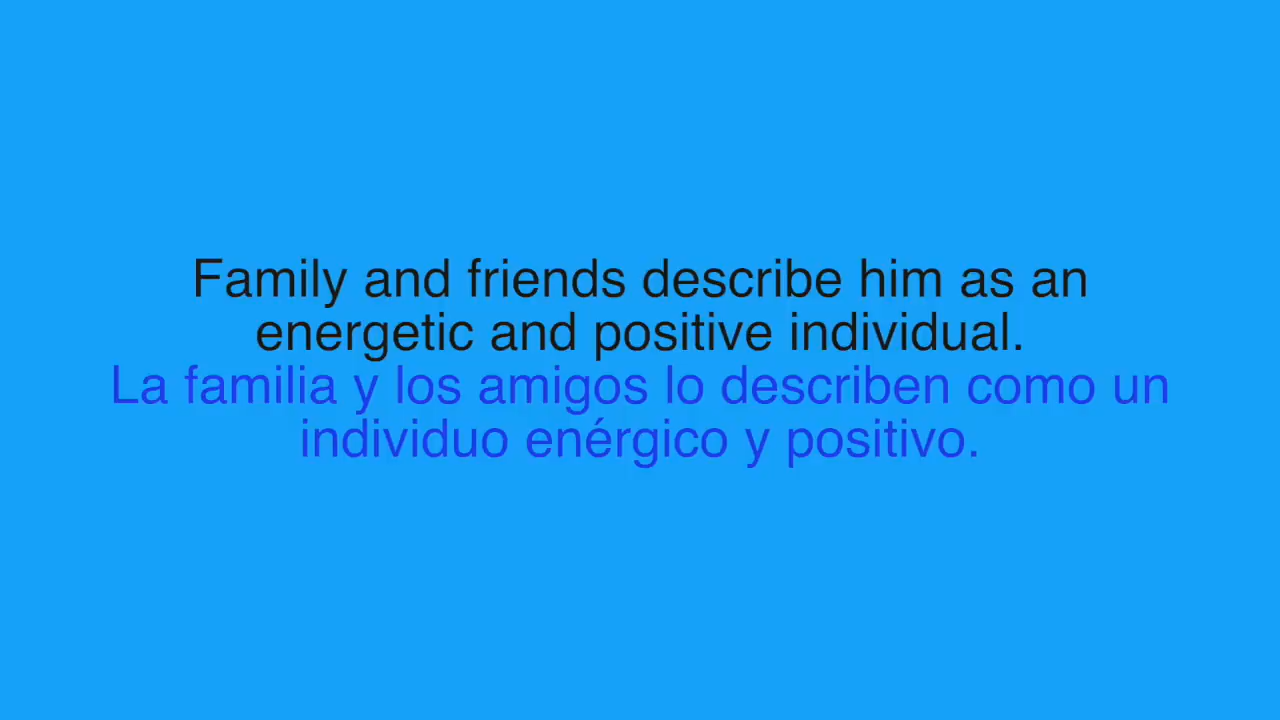 Family and friends describe him as an
energetic and positive individual.
La familia y los amigos lo describen como un
individuo enérgico y positivo.